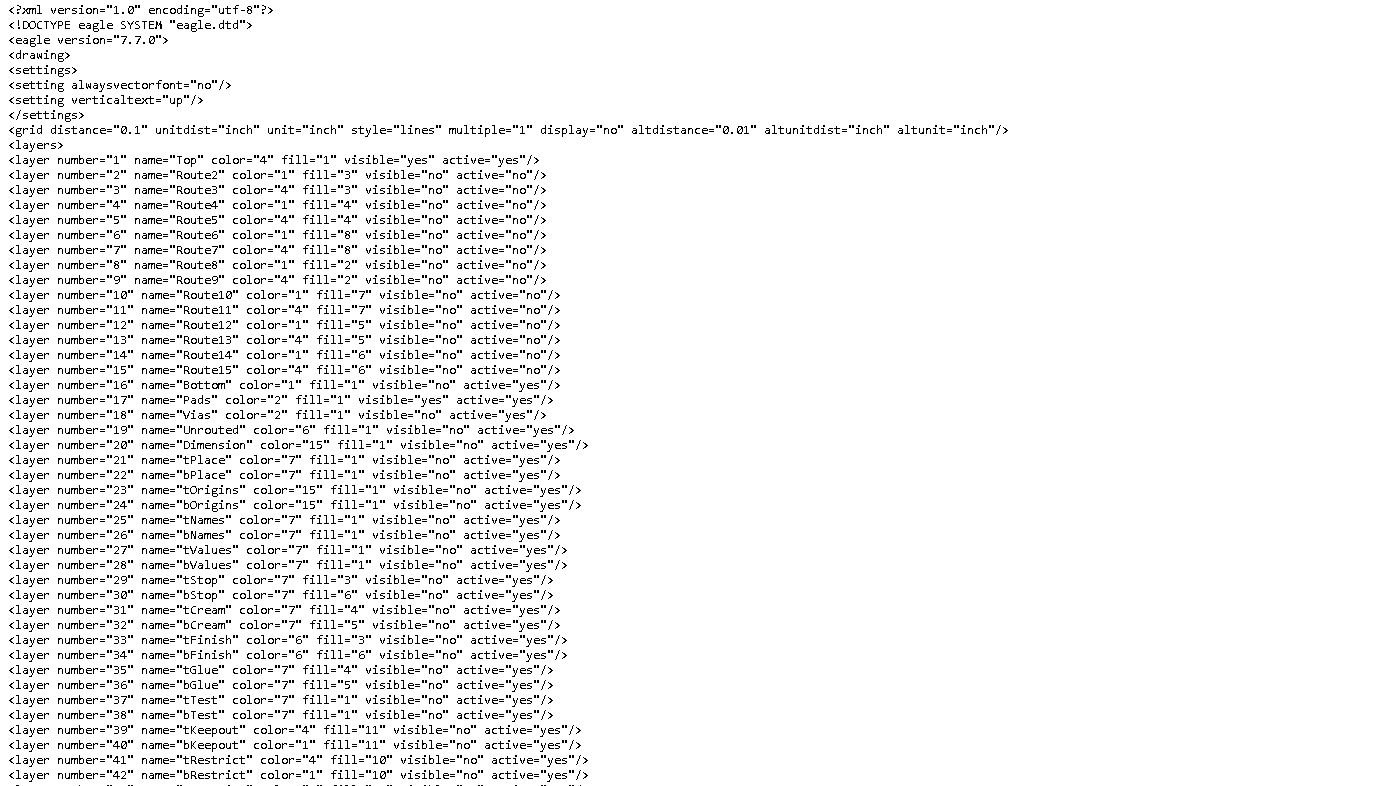 <?xml version="1.0" encoding="utf-8"?>
<!DOCTYPE eagle SYSTEM "eagle.dtd">
<eagle version="7.7.0">
<drawing>
<settings>
<setting alwaysvectorfont="no"/>
<setting verticaltext="up"/>
</settings>
<grid distance="0.1" unitdist="inch" unit="inch" style="lines" multiple="1" display="no" altdistance="0.01" altunitdist="inch" altunit="inch"/>
<layers>
<layer number="1" name="Top" color="4" fill="1" visible="yes" active="yes"/>
<layer number="2" name="Route2" color="1" fill="3" visible="no" active="no"/>
<layer number="3" name="Route3" color="4" fill="3" visible="no" active="no"/>
<layer number="4" name="Route4" color="1" fill="4" visible="no" active="no"/>
<layer number="5" name="Route5" color="4" fill="4" visible="no" active="no"/>
<layer number="6" name="Route6" color="1" fill="8" visible="no" active="no"/>
<layer number="7" name="Route7" color="4" fill="8" visible="no" active="no"/>
<layer number="8" name="Route8" color="1" fill="2" visible="no" active="no"/>
<layer number="9" name="Route9" color="4" fill="2" visible="no" active="no"/>
<layer number="10" name="Route10" color="1" fill="7" visible="no" active="no"/>
<layer number="11" name="Route11" color="4" fill="7" visible="no" active="no"/>
<layer number="12" name="Route12" color="1" fill="5" visible="no" active="no"/>
<layer number="13" name="Route13" color="4" fill="5" visible="no" active="no"/>
<layer number="14" name="Route14" color="1" fill="6" visible="no" active="no"/>
<layer number="15" name="Route15" color="4" fill="6" visible="no" active="no"/>
<layer number="16" name="Bottom" color="1" fill="1" visible="no" active="yes"/>
<layer number="17" name="Pads" color="2" fill="1" visible="yes" active="yes"/>
<layer number="18" name="Vias" color="2" fill="1" visible="no" active="yes"/>
<layer number="19" name="Unrouted" color="6" fill="1" visible="no" active="yes"/>
<layer number="20" name="Dimension" color="15" fill="1" visible="no" active="yes"/>
<layer number="21" name="tPlace" color="7" fill="1" visible="no" active="yes"/>
<layer number="22" name="bPlace" color="7" fill="1" visible="no" active="yes"/>
<layer number="23" name="tOrigins" color="15" fill="1" visible="no" active="yes"/>
<layer number="24" name="bOrigins" color="15" fill="1" visible="no" active="yes"/>
<layer number="25" name="tNames" color="7" fill="1" visible="no" active="yes"/>
<layer number="26" name="bNames" color="7" fill="1" visible="no" active="yes"/>
<layer number="27" name="tValues" color="7" fill="1" visible="no" active="yes"/>
<layer number="28" name="bValues" color="7" fill="1" visible="no" active="yes"/>
<layer number="29" name="tStop" color="7" fill="3" visible="no" active="yes"/>
<layer number="30" name="bStop" color="7" fill="6" visible="no" active="yes"/>
<layer number="31" name="tCream" color="7" fill="4" visible="no" active="yes"/>
<layer number="32" name="bCream" color="7" fill="5" visible="no" active="yes"/>
<layer number="33" name="tFinish" color="6" fill="3" visible="no" active="yes"/>
<layer number="34" name="bFinish" color="6" fill="6" visible="no" active="yes"/>
<layer number="35" name="tGlue" color="7" fill="4" visible="no" active="yes"/>
<layer number="36" name="bGlue" color="7" fill="5" visible="no" active="yes"/>
<layer number="37" name="tTest" color="7" fill="1" visible="no" active="yes"/>
<layer number="38" name="bTest" color="7" fill="1" visible="no" active="yes"/>
<layer number="39" name="tKeepout" color="4" fill="11" visible="no" active="yes"/>
<layer number="40" name="bKeepout" color="1" fill="11" visible="no" active="yes"/>
<layer number="41" name="tRestrict" color="4" fill="10" visible="no" active="yes"/>
<layer number="42" name="bRestrict" color="1" fill="10" visible="no" active="yes"/>